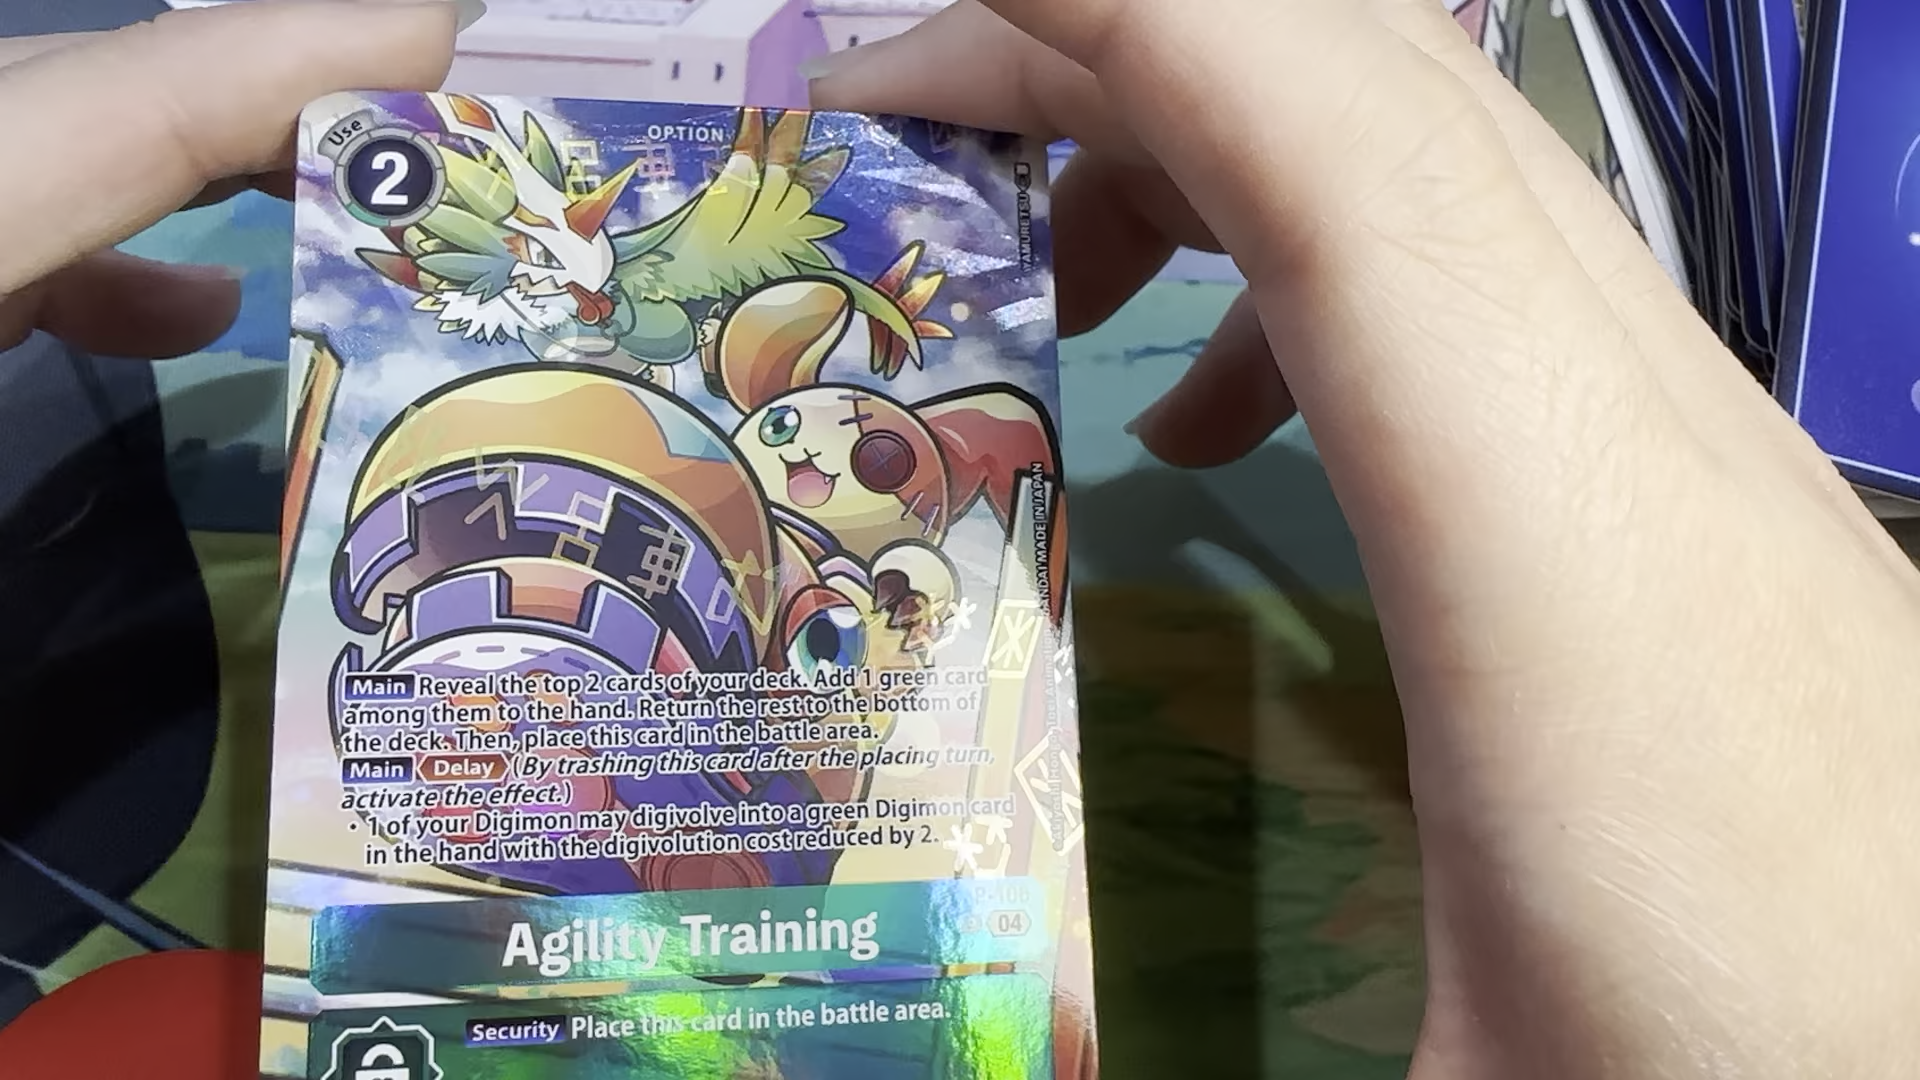 Use
OPTION
2
Main Reveal the top 2 cards of your deck. Add 1 green card
among them to the hand. Return the rest to the bottom of
the deck. Then, place this card in the battle area.
Main Delay (By trashing this card after the placing turn,
activate the effect.)
• 1 of your Digimon may digivolve into a green Digimon card
in the hand with the digivolution cost reduced by 2.
04
Agility Training
Security Place this card in the battle area.
BANDAI MADE IN JAPAN